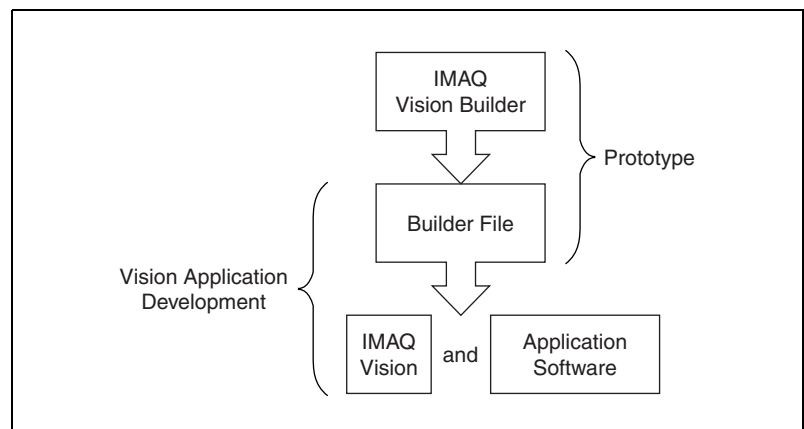 IMAQ
Vision Builder
Prototype
Builder File
Vision Application
Development
IMAQ
Vision
and
Application
Software